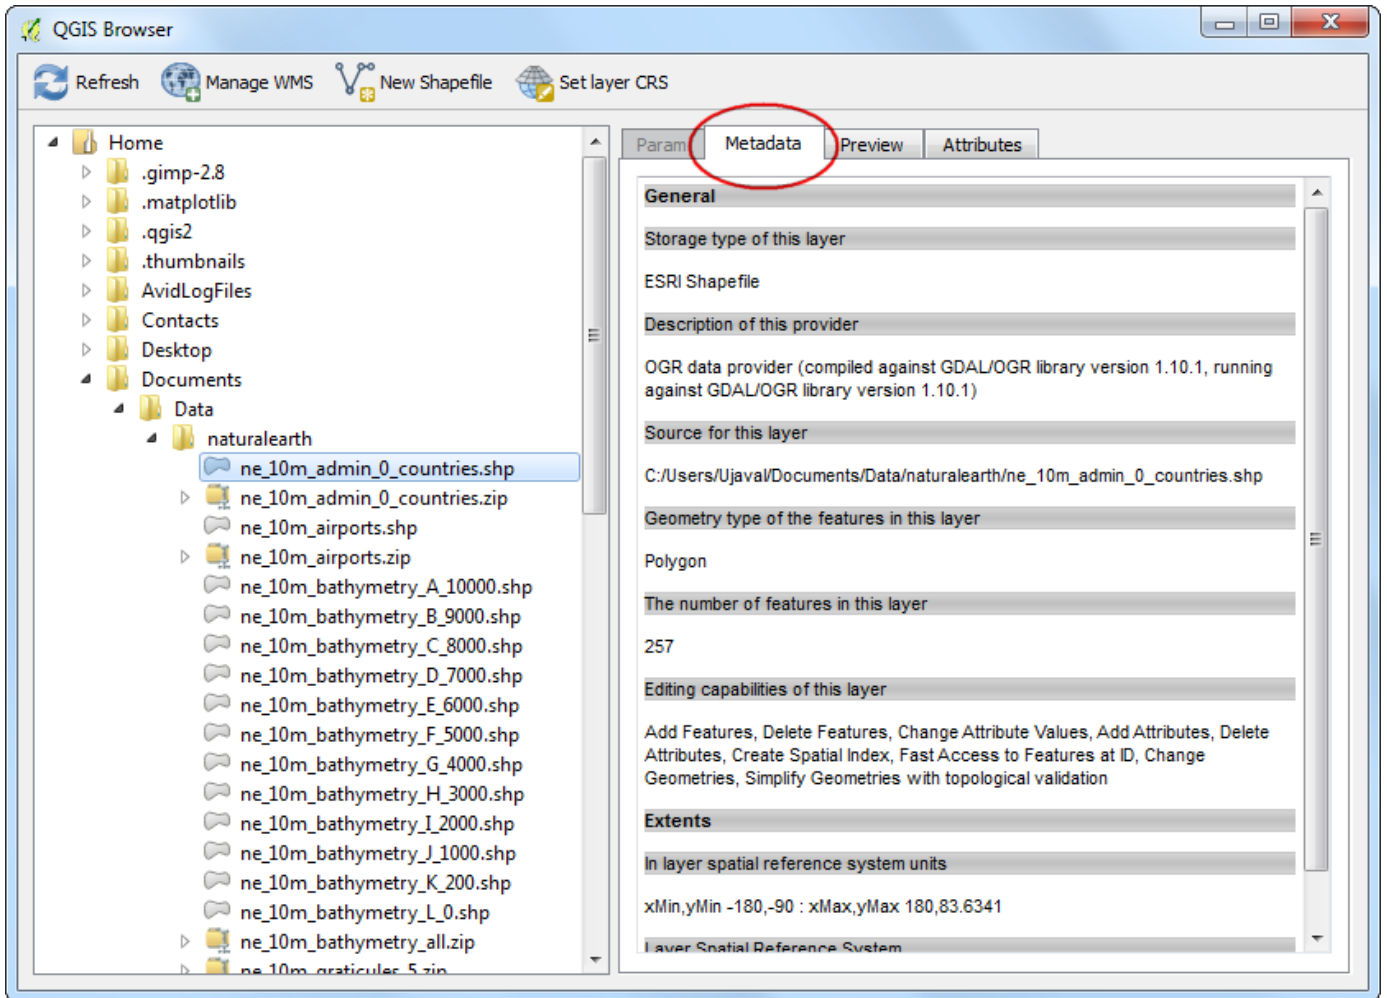 QGIS Browser
Refresh Manage WMS New Shapefile Set layer CRS
Home
.gimp-2.8
.matplotlib
.qgis2
.thumbnails
AvidLogFiles
Contacts
Desktop
Documents
Data
naturalearth
ne_10m_admin_0_countries.shp
ne_10m_admin_0_countries.zip
ne_10m_airports.shp
ne_10m_airports.zip
ne_10m_bathymetry_A_10000.shp
ne_10m_bathymetry_B_9000.shp
ne_10m_bathymetry_C_8000.shp
ne_10m_bathymetry_D_7000.shp
ne_10m_bathymetry_E_6000.shp
ne_10m_bathymetry_F_5000.shp
ne_10m_bathymetry_G_4000.shp
ne_10m_bathymetry_H_3000.shp
ne_10m_bathymetry_I_2000.shp
ne_10m_bathymetry_J_1000.shp
ne_10m_bathymetry_K_200.shp
ne_10m_bathymetry_L_0.shp
ne_10m_bathymetry_all.zip
ne_10m_graticules_5.zip
Param Metadata Preview Attributes
General
Storage type of this layer
ESRI Shapefile
Description of this provider
OGR data provider (compiled against GDAL/OGR library version 1.10.1, running
against GDAL/OGR library version 1.10.1)
Source for this layer
C:/Users/Ujaval/Documents/Data/naturalearth/ne_10m_admin_0_countries.shp
Geometry type of the features in this layer
Polygon
The number of features in this layer
257
Editing capabilities of this layer
Add Features, Delete Features, Change Attribute Values, Add Attributes, Delete
Attributes, Create Spatial Index, Fast Access to Features at ID, Change
Geometries, Simplify Geometries with topological validation
Extents
In layer spatial reference system units
xMin,yMin -180,-90 : xMax,yMax 180,83.6341
Layer Spatial Reference System